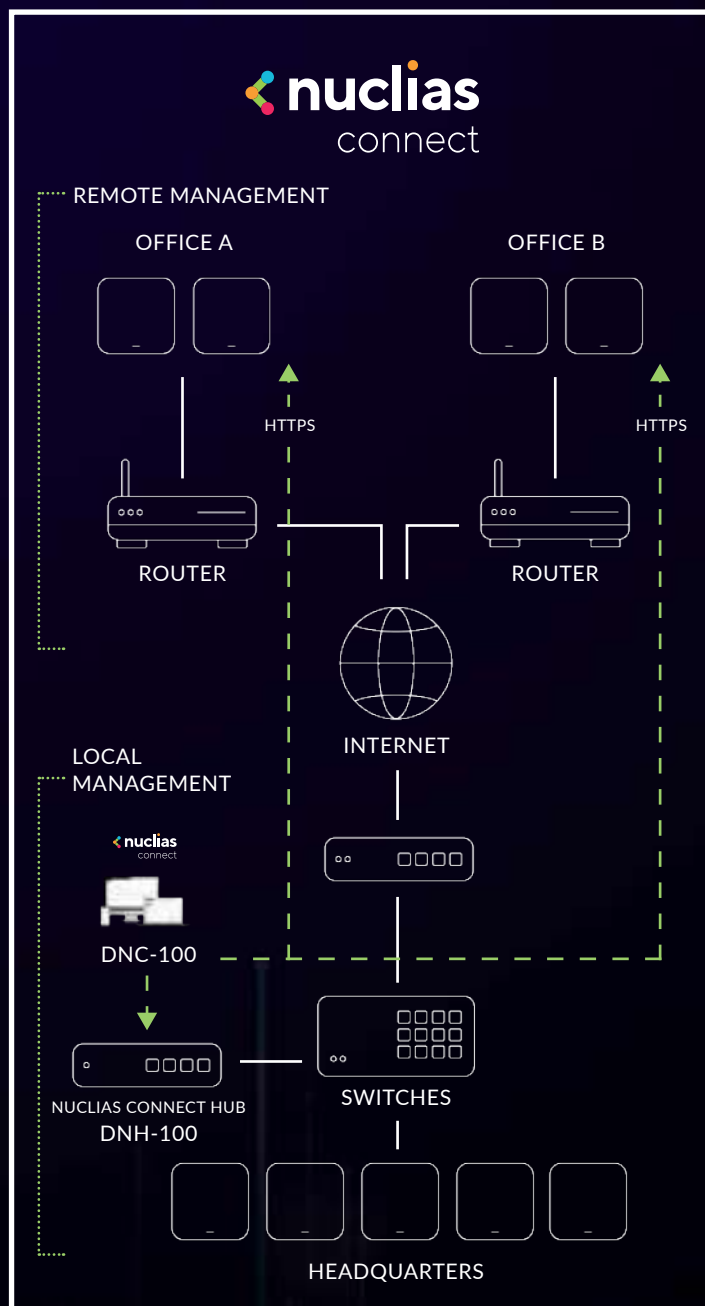 nuclias
connect
REMOTE MANAGEMENT
OFFICE A
OFFICE B
HTTPS
HTTPS
ROUTER
ROUTER
INTERNET
LOCAL
MANAGEMENT
nuclias
connect
DNC-100
SWITCHES
NUCLIAS CONNECT HUB
DNH-100
HEADQUARTERS